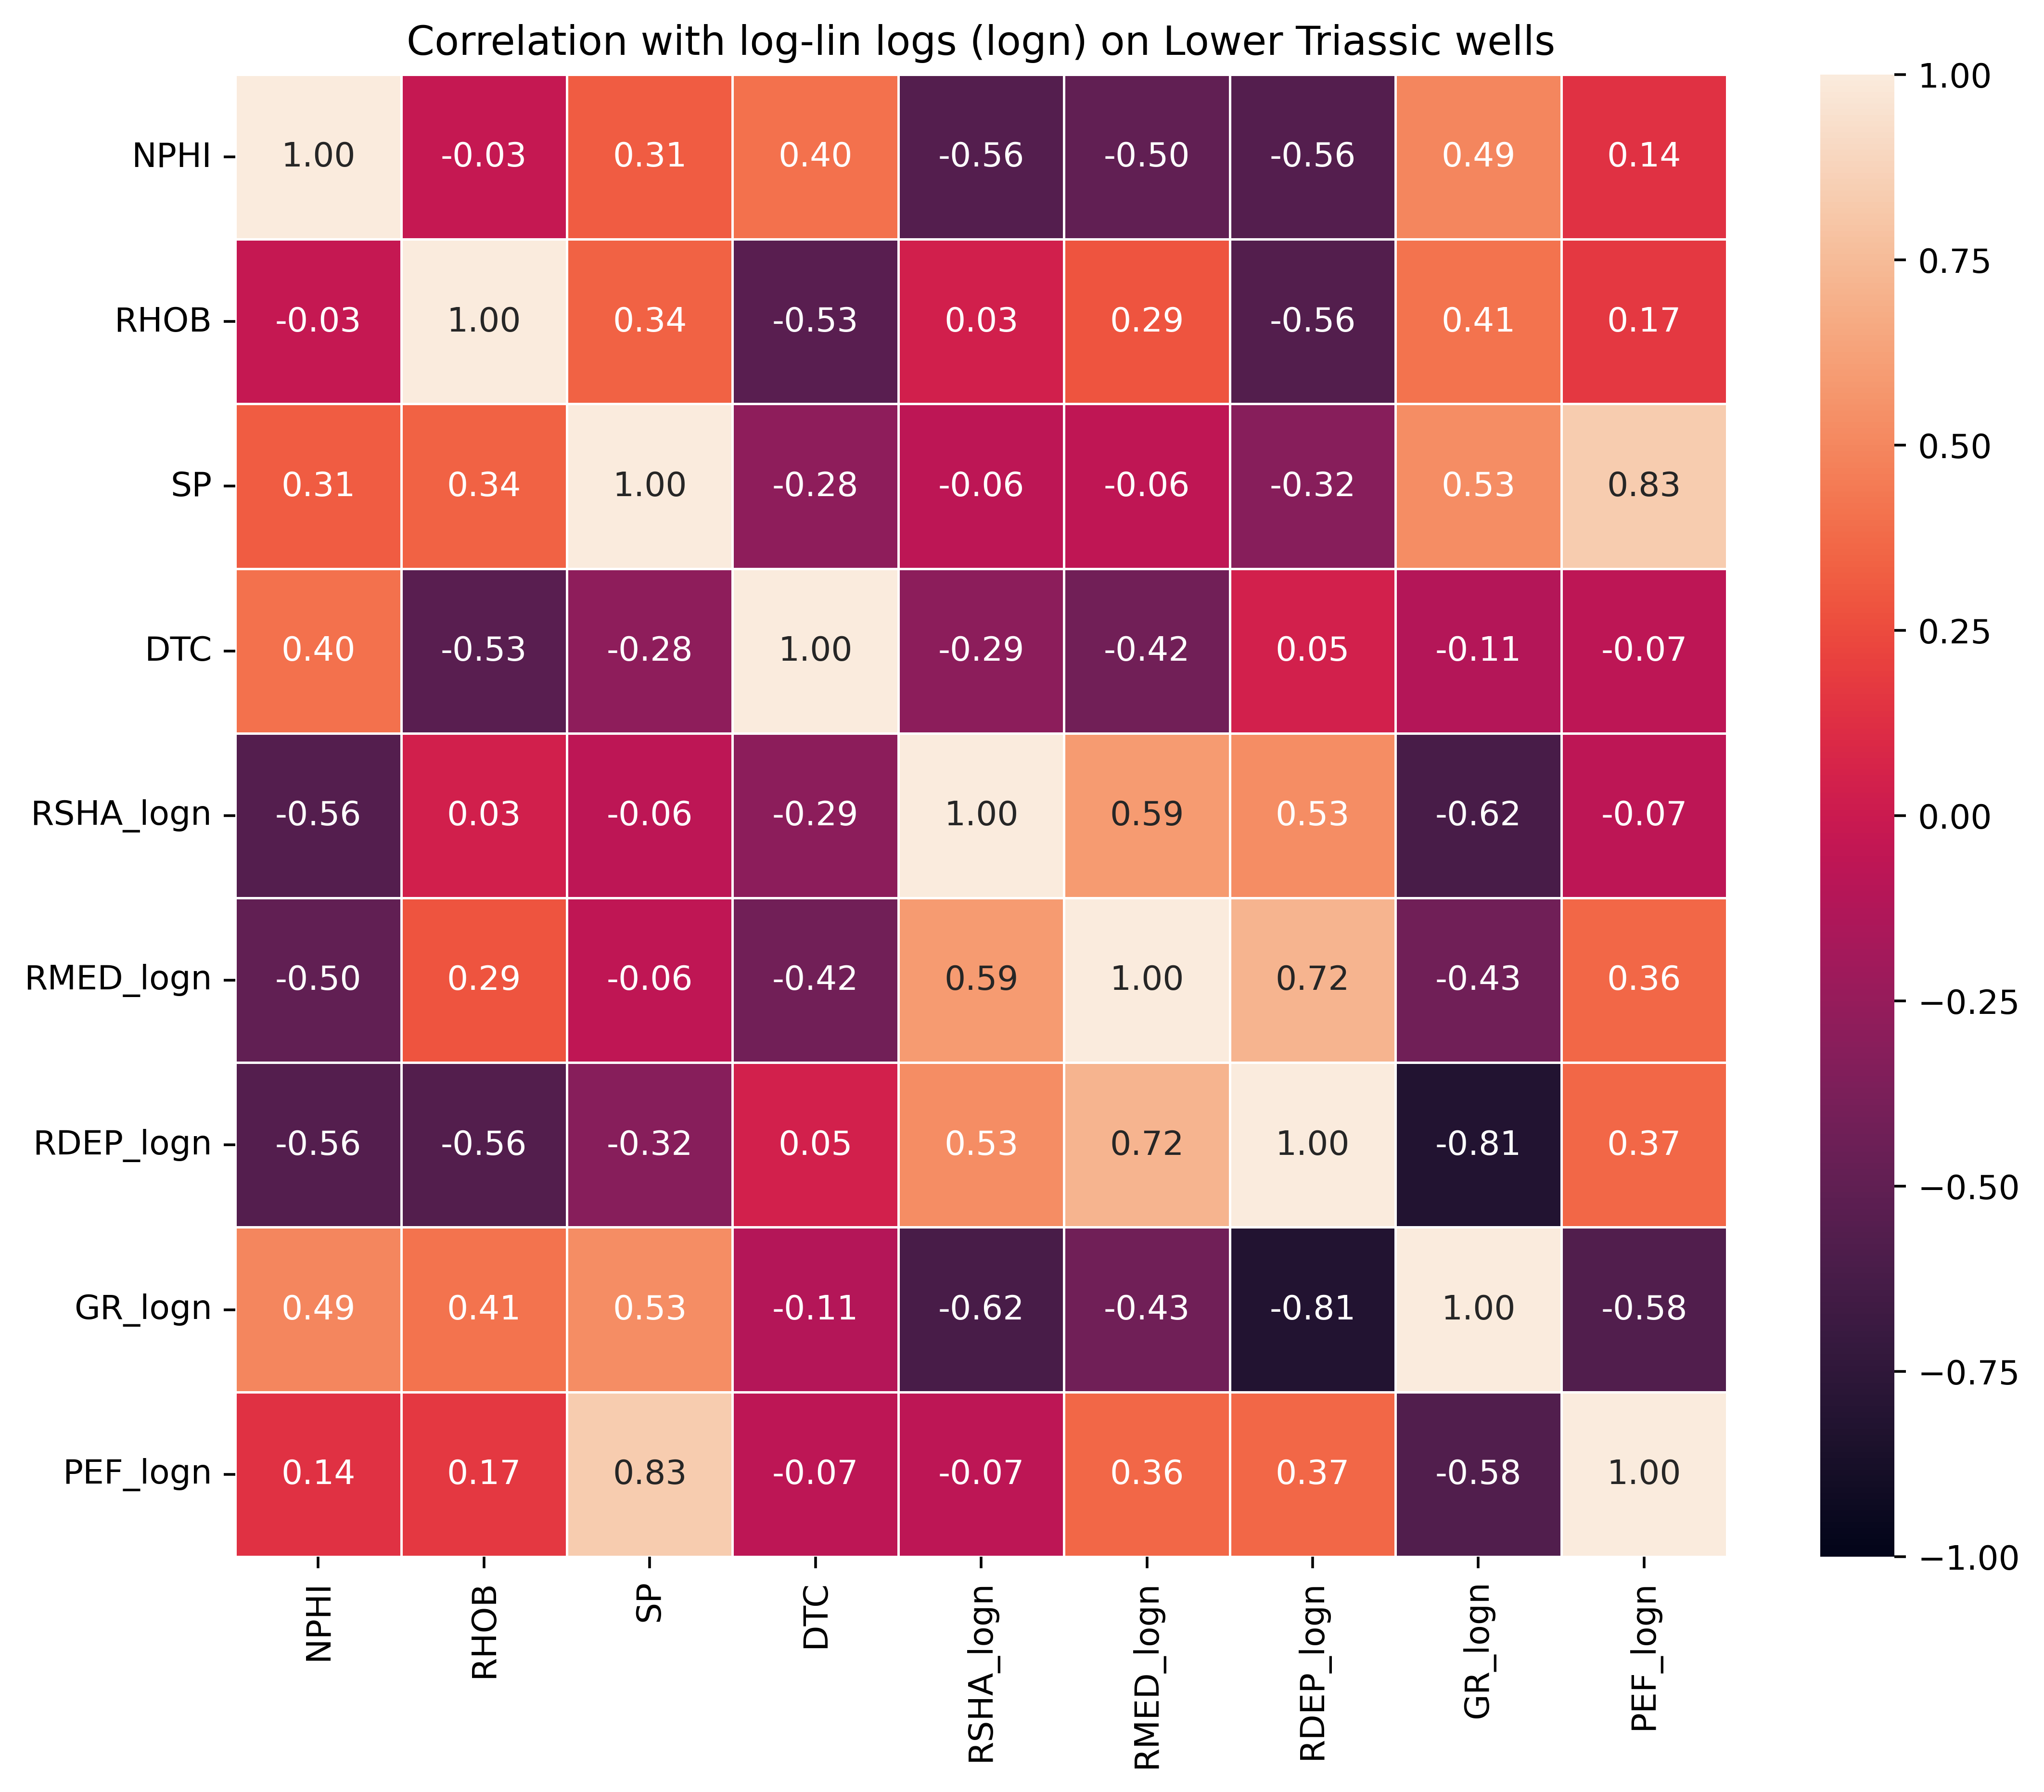 Correlation with log-lin logs (logn) on Lower Triassic wells
NPHI 1.00 -0.03 0.31 0.40 -0.56 -0.50 -0.56 0.49 0.14
RHOB -0.03 1.00 0.34 -0.53 0.03 0.29 -0.56 0.41 0.17
SP 0.31 0.34 1.00 -0.28 -0.06 -0.06 -0.32 0.53 0.83
DTC 0.40 -0.53 -0.28 1.00 -0.29 -0.42 0.05 -0.11 -0.07
RSHA_logn -0.56 0.03 -0.06 -0.29 1.00 0.59 0.53 -0.62 -0.07
RMED_logn -0.50 0.29 -0.06 -0.42 0.59 1.00 0.72 -0.43 0.36
RDEP_logn -0.56 -0.56 -0.32 0.05 0.53 0.72 1.00 -0.81 0.37
GR_logn 0.49 0.41 0.53 -0.11 -0.62 -0.43 -0.81 1.00 -0.58
PEF_logn 0.14 0.17 0.83 -0.07 -0.07 0.36 0.37 -0.58 1.00
NPHI RHOB SP DTC RSHA_logn RMED_logn RDEP_logn GR_logn PEF_logn
1.00
0.75
0.50
0.25
0.00
−0.25
−0.50
−0.75
−1.00